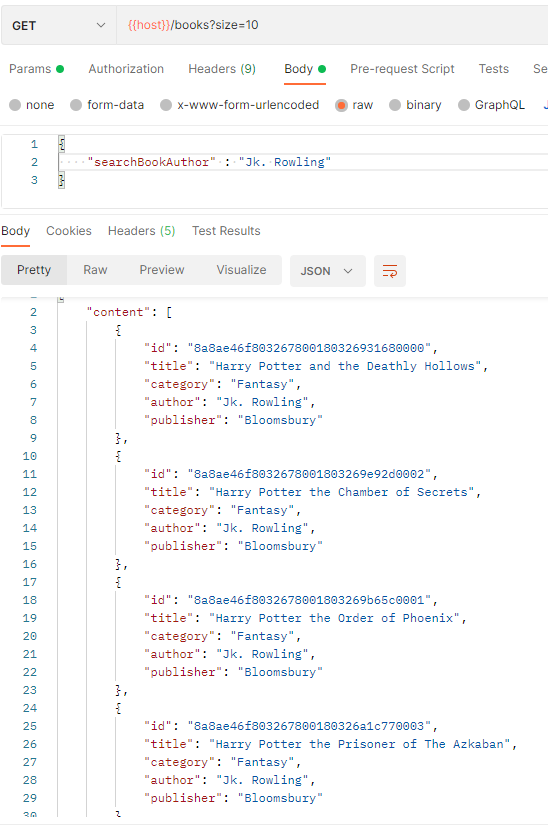 GET {{host}}/books?size=10
Params Authorization Headers (9) Body Pre-request Script Tests Se
none form-data x-www-form-urlencoded raw binary GraphQL J
1 {
2 "searchBookAuthor" : "Jk. Rowling"
3 }
Body Cookies Headers (5) Test Results
Pretty Raw Preview Visualize JSON
1 {
2 "content": [
3 {
4 "id": "8a8ae46f803267800180326931680000",
5 "title": "Harry Potter and the Deathly Hollows",
6 "category": "Fantasy",
7 "author": "Jk. Rowling",
8 "publisher": "Bloomsbury"
9 },
10 {
11 "id": "8a8ae46f8032678001803269e92d0002",
12 "title": "Harry Potter the Chamber of Secrets",
13 "category": "Fantasy",
14 "author": "Jk. Rowling",
15 "publisher": "Bloomsbury"
16 },
17 {
18 "id": "8a8ae46f8032678001803269b65c0001",
19 "title": "Harry Potter the Order of Phoenix",
20 "category": "Fantasy",
21 "author": "Jk. Rowling",
22 "publisher": "Bloomsbury"
23 },
24 {
25 "id": "8a8ae46f803267800180326a1c770003",
26 "title": "Harry Potter the Prisoner of The Azkaban",
27 "category": "Fantasy",
28 "author": "Jk. Rowling",
29 "publisher": "Bloomsbury"
30 }